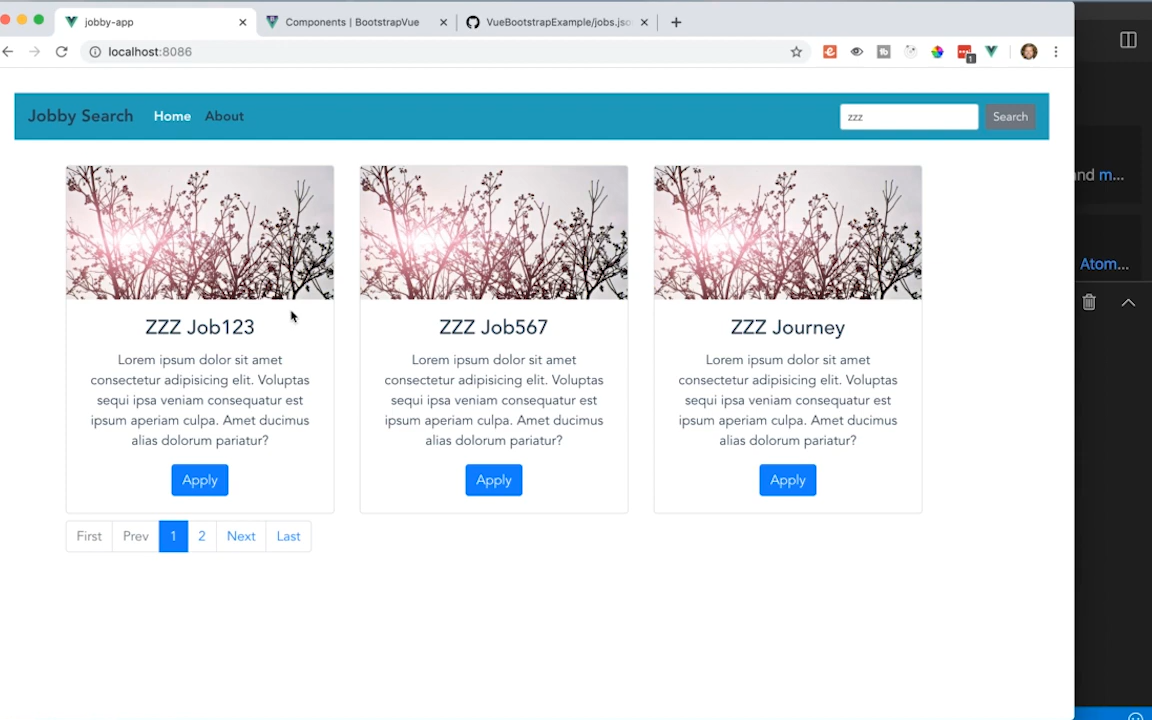 jobby-app
Components | BootstrapVue
VueBootstrapExample/jobs.jso
localhost:8086
1
Jobby Search
Home
About
zzz
Search
and m...
Atom...
ZZZ Job123
Lorem ipsum dolor sit amet
consectetur adipisicing elit. Voluptas
sequi ipsa veniam consequatur est
ipsum aperiam culpa. Amet ducimus
alias dolorum pariatur?
Apply
ZZZ Job567
Lorem ipsum dolor sit amet
consectetur adipisicing elit. Voluptas
sequi ipsa veniam consequatur est
ipsum aperiam culpa. Amet ducimus
alias dolorum pariatur?
Apply
ZZZ Journey
Lorem ipsum dolor sit amet
consectetur adipisicing elit. Voluptas
sequi ipsa veniam consequatur est
ipsum aperiam culpa. Amet ducimus
alias dolorum pariatur?
Apply
First Prev 1 2 Next Last